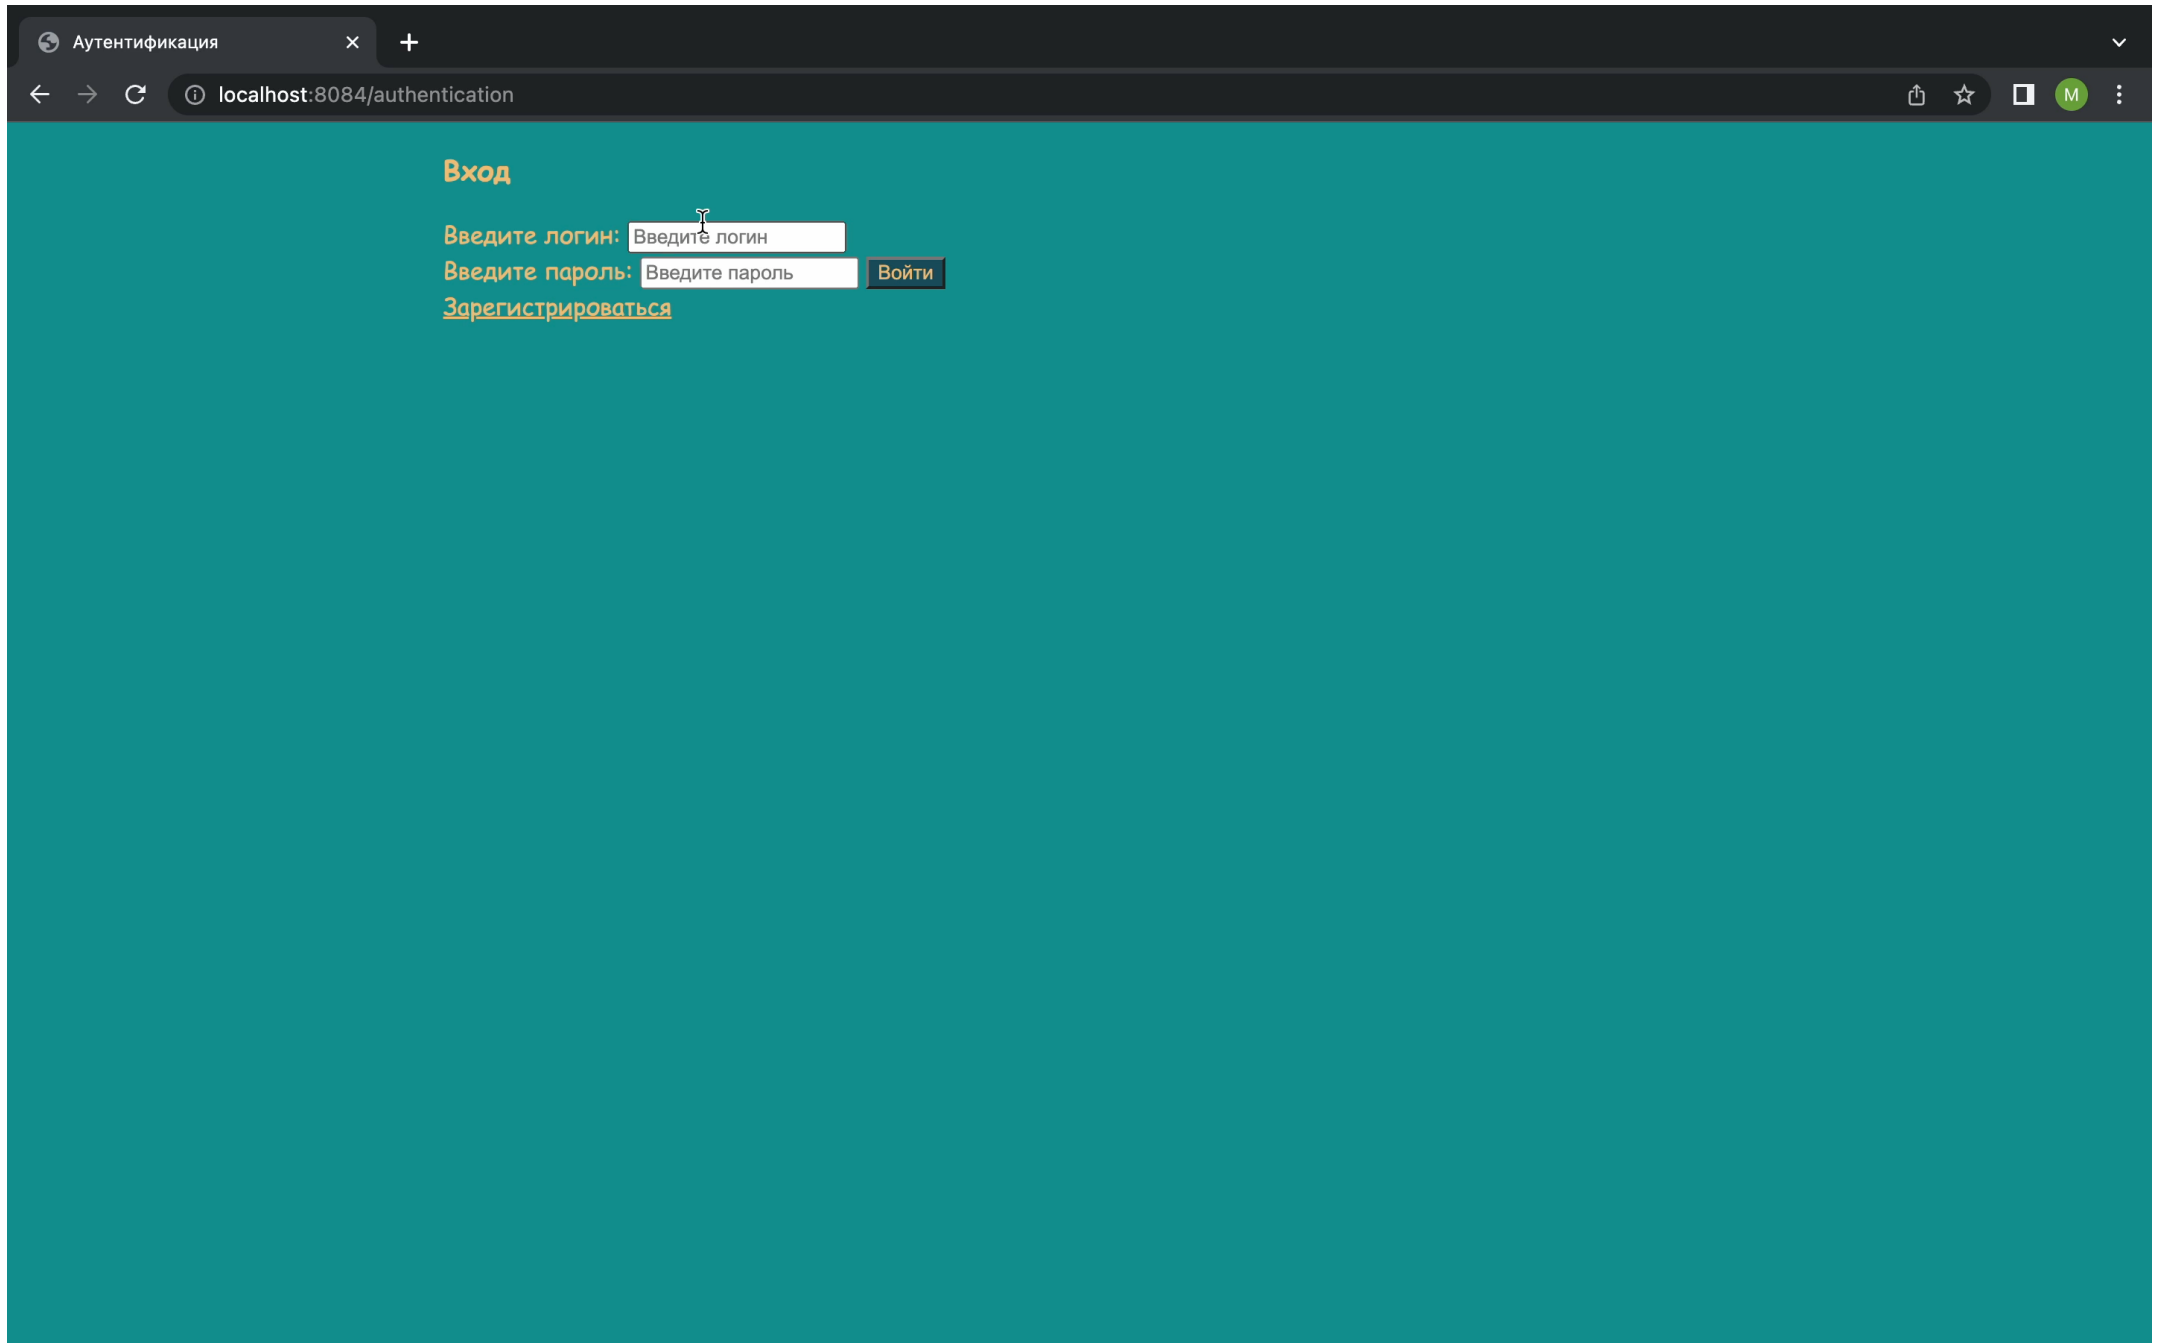 Аутентификация
localhost:8084/authentication
M
Вход
Введите логин: Введите логин
Введите пароль: Введите пароль Войти
Зарегистрироваться